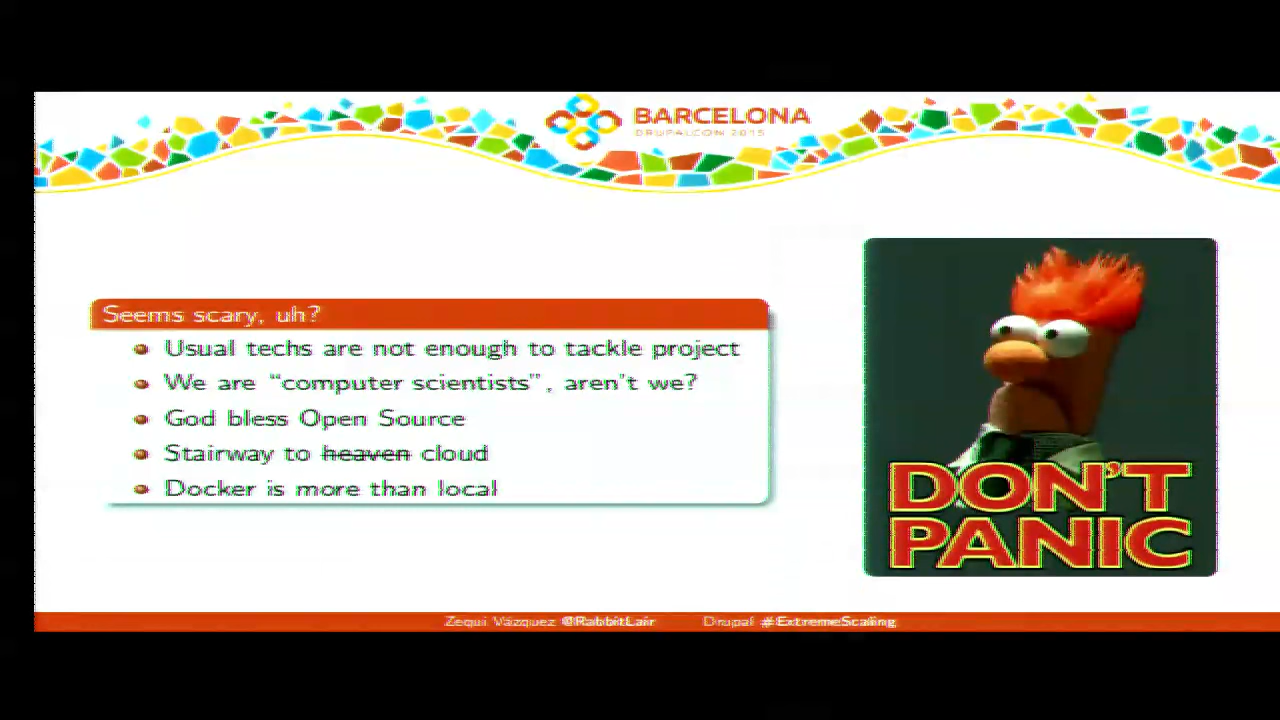 BARCELONA
DRUPALCON 2015
Seems scary, uh?
Usual techs are not enough to tackle project
We are “computer scientists”, aren't we?
God bless Open Source
Stairway to heaven cloud
Docker is more than local
DON'T
PANIC
Zequi Vázquez @RabbitLair Drupal #ExtremeScaling